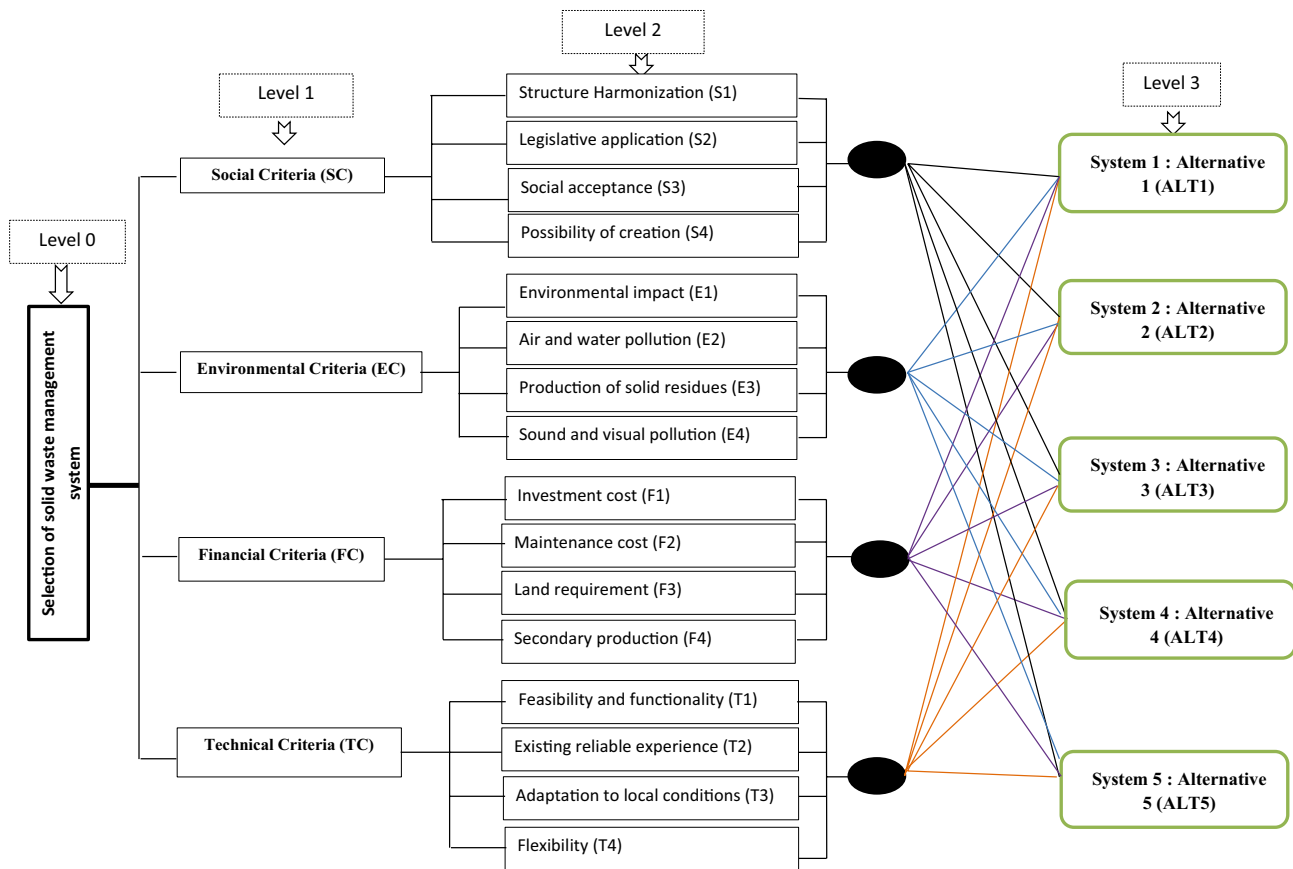 Level 0
Selection of solid waste management
system
Level 1
Social Criteria (SC)
Environmental Criteria (EC)
Financial Criteria (FC)
Technical Criteria (TC)
Level 2
Structure Harmonization (S1)
Legislative application (S2)
Social acceptance (S3)
Possibility of creation (S4)
Environmental impact (E1)
Air and water pollution (E2)
Production of solid residues (E3)
Sound and visual pollution (E4)
Investment cost (F1)
Maintenance cost (F2)
Land requirement (F3)
Secondary production (F4)
Feasibility and functionality (T1)
Existing reliable experience (T2)
Adaptation to local conditions (T3)
Flexibility (T4)
Level 3
System 1 : Alternative
1 (ALT1)
System 2 : Alternative
2 (ALT2)
System 3 : Alternative
3 (ALT3)
System 4 : Alternative
4 (ALT4)
System 5 : Alternative
5 (ALT5)